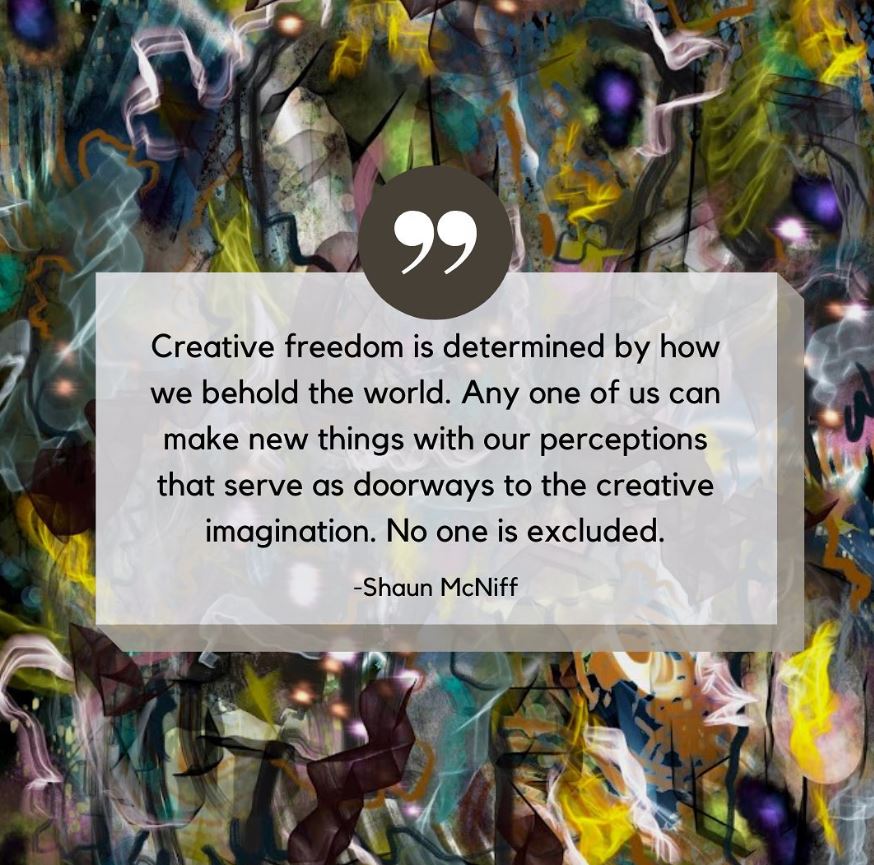 ”
Creative freedom is determined by how
we behold the world. Any one of us can
make new things with our perceptions
that serve as doorways to the creative
imagination. No one is excluded.
-Shaun McNiff